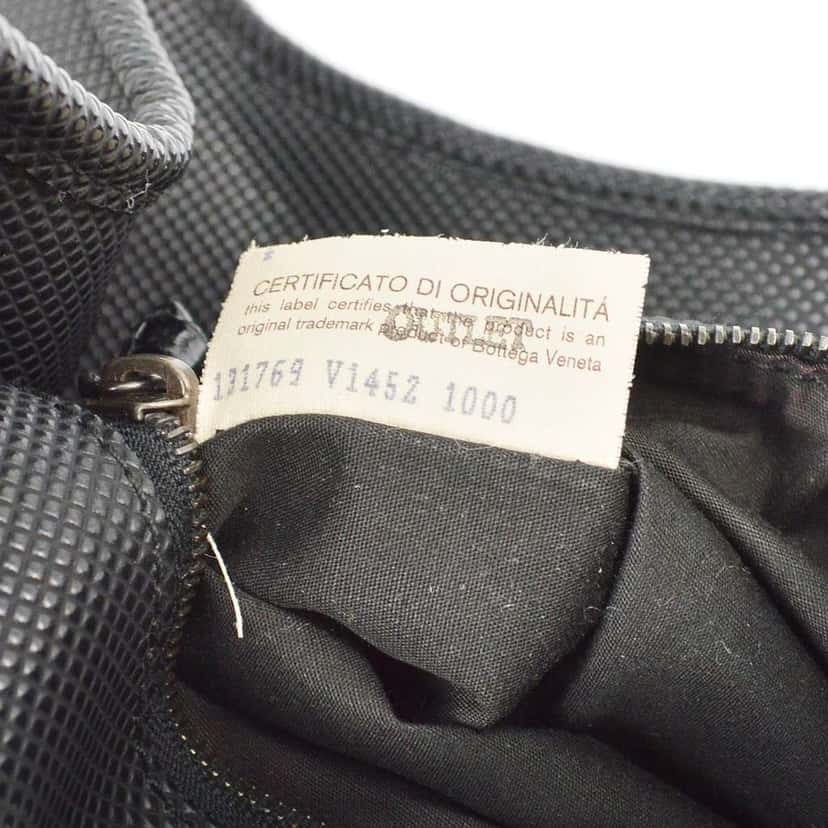 CERTIFICATO DI ORIGINALITÁ
this label certifies that the product is an
original trademark Product of Bottega Veneta
OUTLET
131769 V1452 1000